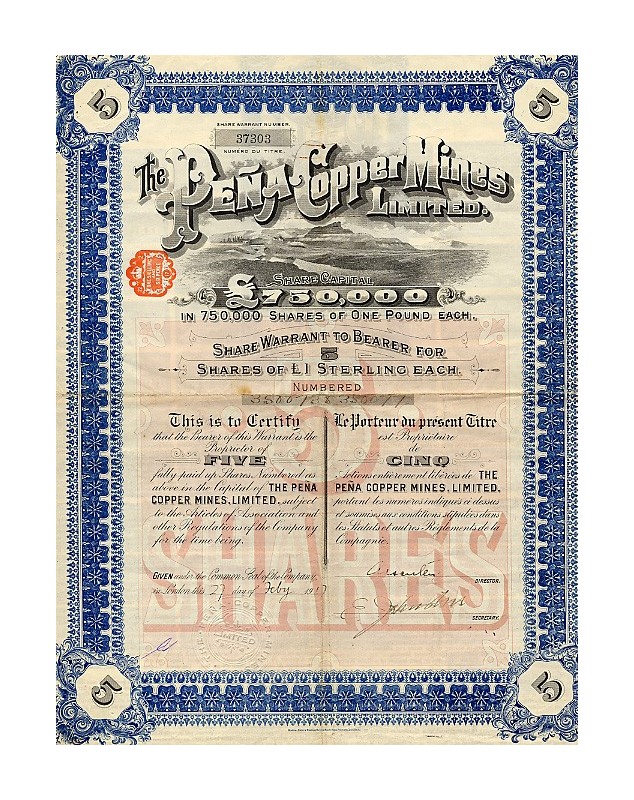 5
5
SHARE WARRANT NUMBER.
37303
NUMÉRO DU TITRE.
The PEÑA Copper Mines
LIMITED.
SHARE CAPITAL
£750,000
IN 750,000 SHARES OF ONE POUND EACH.
SHARE WARRANT TO BEARER FOR
5
SHARES OF £1 STERLING EACH.
NUMBERED
This is to Certify
that the Bearer of this Warrant is the
Proprietor of
FIVE
fully paid up Shares, Numbered as
above in the Capital of THE PEÑA
COPPER MINES, LIMITED, subject
to the Articles of Association and
other Regulations of the Company
for the time being.
Le Porteur du présent Titre
est Propriétaire
de
CINQ
Actions entièrement libérées de THE
PEÑA COPPER MINES, LIMITED,
portant les numéros indiqués ci dessus
et soumises aux conditions stipulées dans
les Statuts et autres Règlements de la
Compagnie.
5
SHARES
GIVEN under the Common Seal of the Company,
in London this 27 day of Feby 191
DIRECTOR.
SECRETARY.
LIMITED
5
5